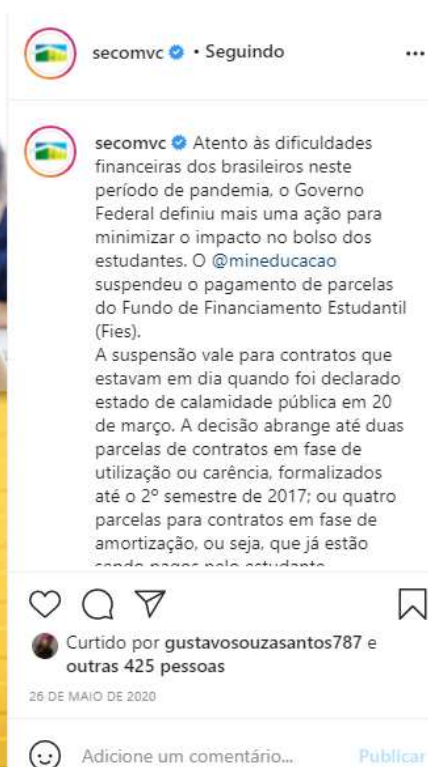 secomvc • Seguindo
...
secomvc Atento às dificuldades
financeiras dos brasileiros neste
período de pandemia, o Governo
Federal definiu mais uma ação para
minimizar o impacto no bolso dos
estudantes. O @mineducacao
suspendeu o pagamento de parcelas
do Fundo de Financiamento Estudantil
(Fies).
A suspensão vale para contratos que
estavam em dia quando foi declarado
estado de calamidade pública em 20
de março. A decisão abrange até duas
parcelas de contratos em fase de
utilização ou carência, formalizados
até o 2º semestre de 2017; ou quatro
parcelas para contratos em fase de
amortização, ou seja, que já estão
sendo pagos pelo estudante
Curtido por gustavosouzasantos787 e
outras 425 pessoas
26 DE MAIO DE 2020
Adicione um comentário...
Publicar